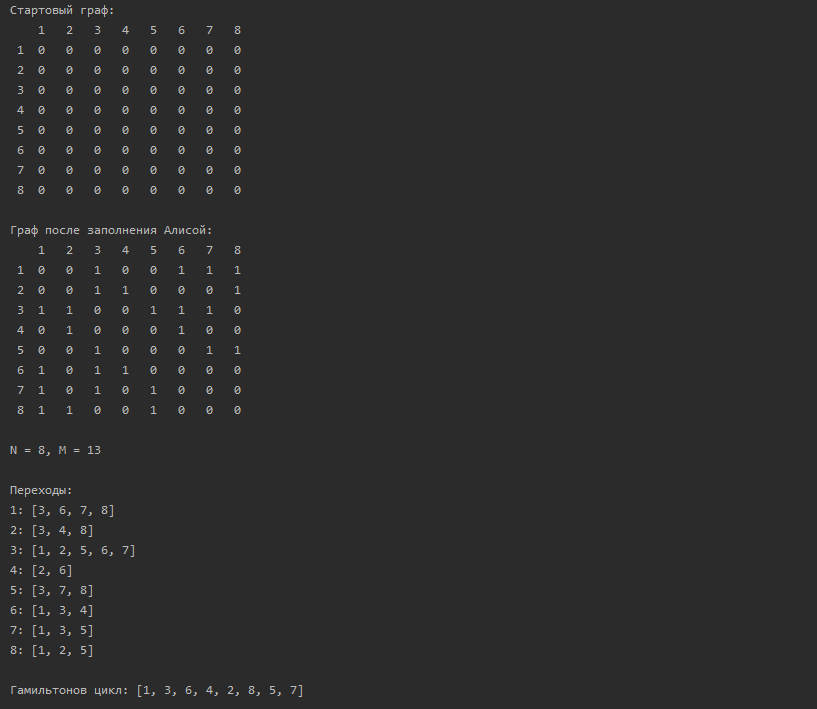 Стартовый граф:
1 2 3 4 5 6 7 8
1 0 0 0 0 0 0 0 0
2 0 0 0 0 0 0 0 0
3 0 0 0 0 0 0 0 0
4 0 0 0 0 0 0 0 0
5 0 0 0 0 0 0 0 0
6 0 0 0 0 0 0 0 0
7 0 0 0 0 0 0 0 0
8 0 0 0 0 0 0 0 0
Граф после заполнения Алисой:
1 2 3 4 5 6 7 8
1 0 0 1 0 0 1 1 1
2 0 0 1 1 0 0 0 1
3 1 1 0 0 1 1 1 0
4 0 1 0 0 0 1 0 0
5 0 0 1 0 0 0 1 1
6 1 0 1 1 0 0 0 0
7 1 0 1 0 1 0 0 0
8 1 1 0 0 1 0 0 0
N = 8, M = 13
Переходы:
1: [3, 6, 7, 8]
2: [3, 4, 8]
3: [1, 2, 5, 6, 7]
4: [2, 6]
5: [3, 7, 8]
6: [1, 3, 4]
7: [1, 3, 5]
8: [1, 2, 5]
Гамильтонов цикл: [1, 3, 6, 4, 2, 8, 5, 7]